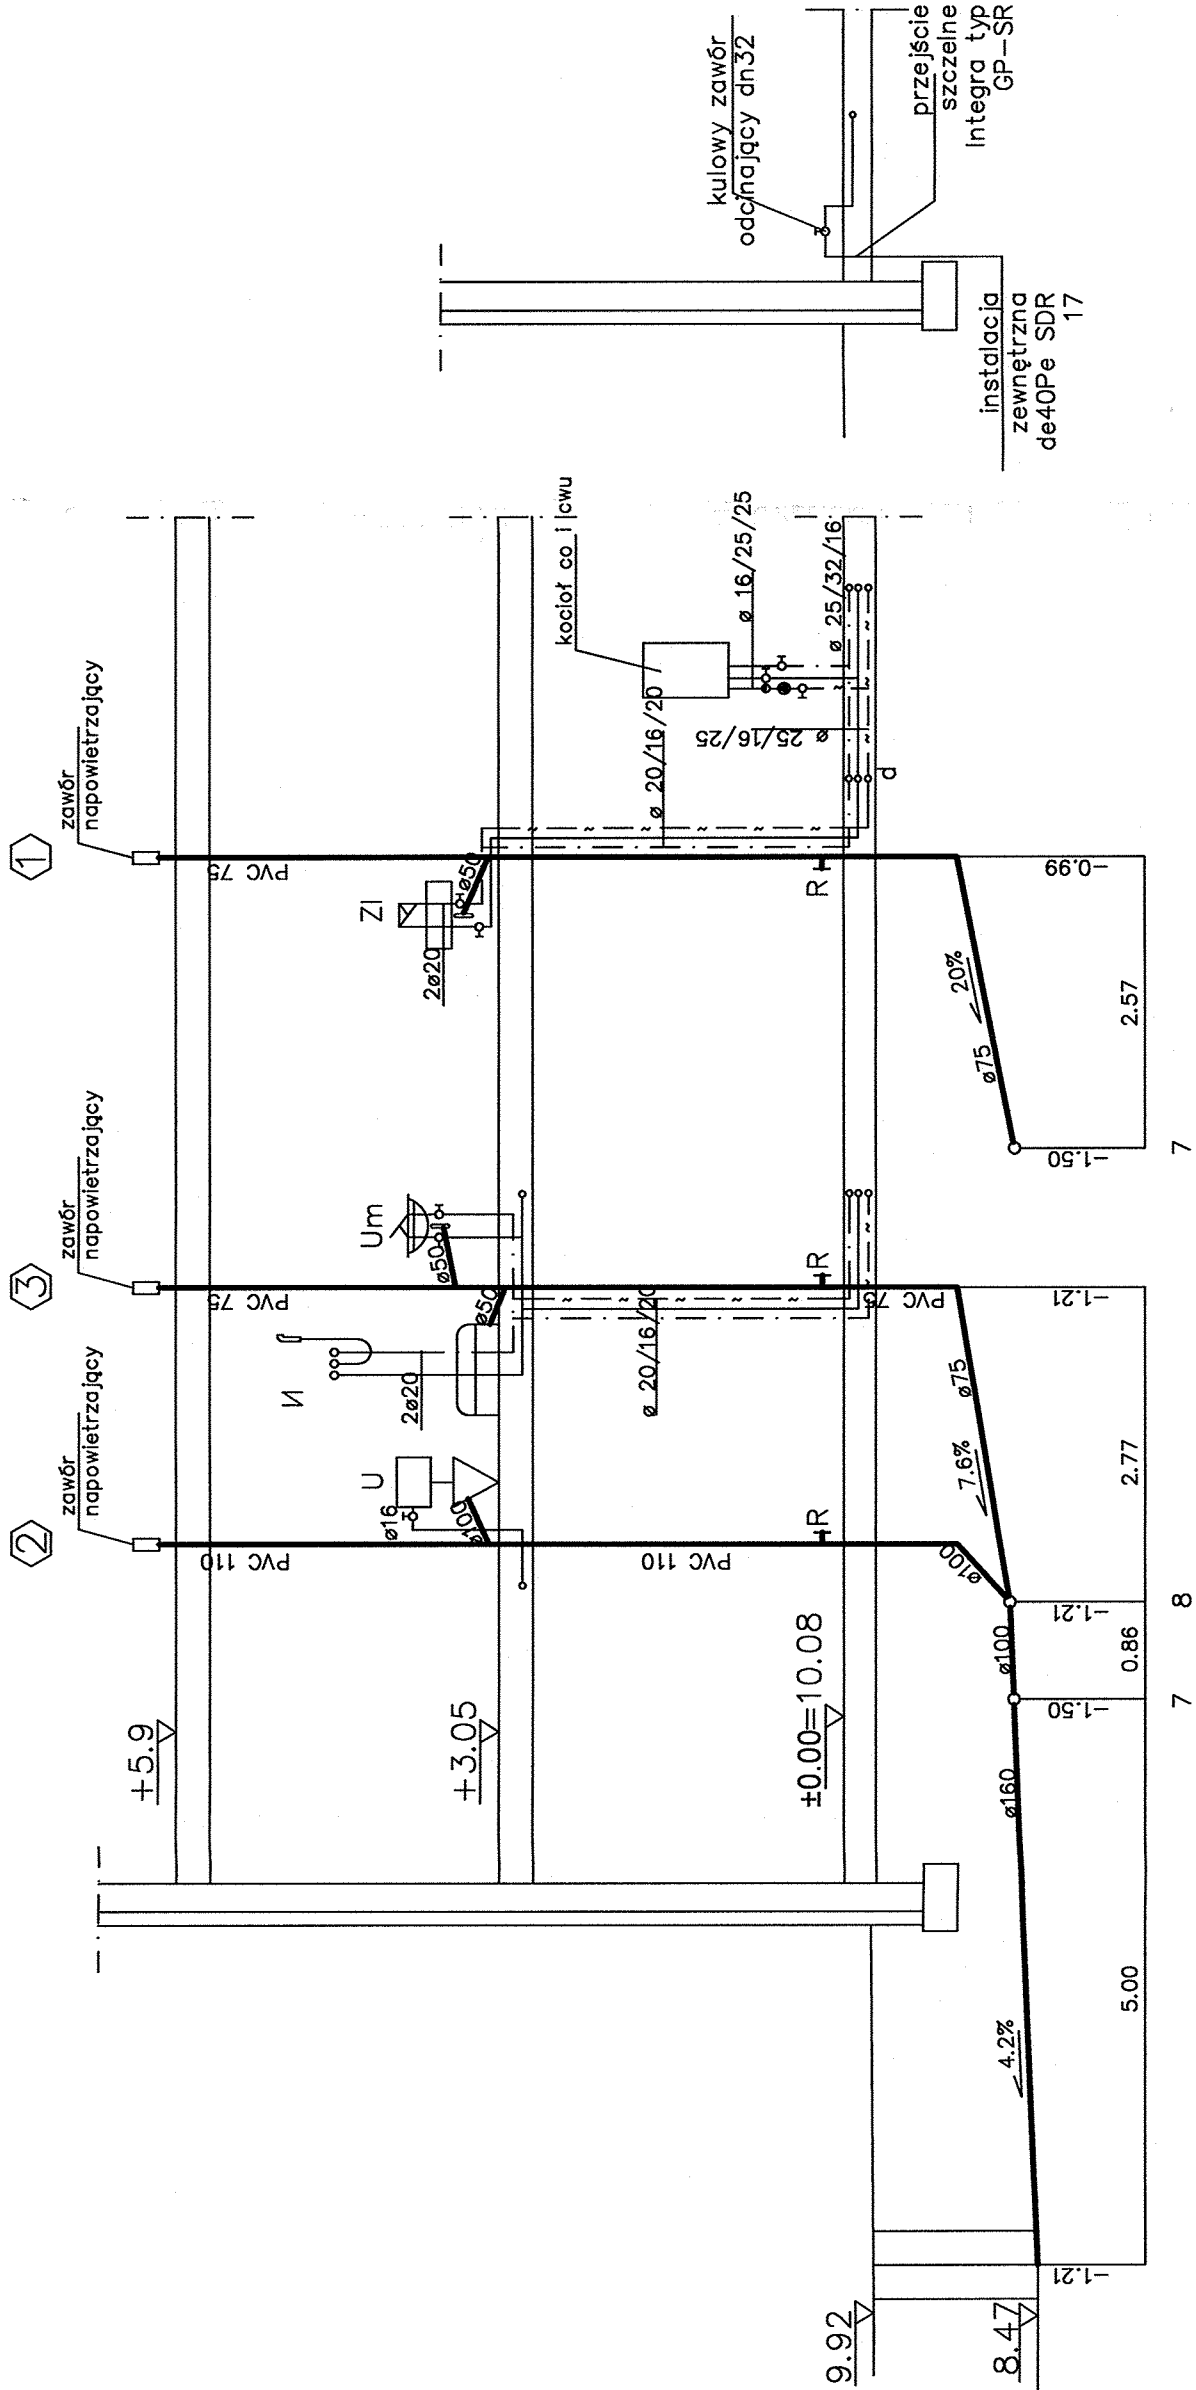 2
zawór
napowietrzający
3
zawór
napowietrzający
1
zawór
napowietrzający
+5.9
PVC 110
PVC 75
PVC 75
U
ø16
ø100
2ø20
Um
ø50
ø50
Zl
2ø20
ø50
+3.05
PVC 110
ø 20/16/20
ø 20/16/20
kocioł co i cwu
ø 16/25/25
ø 25/16/25
ø 25/32/16
d
±0.00=10.08
R
R
R
PVC 75
kulowy zawór
odcinający dn32
przejście
szczelne
Integra typ
GP-SR
instalacja
zewnętrzna
de40Pe SDR
17
9.92
8.47
4.2%
ø160
ø100
ø100
7.6%
ø75
ø75
20%
-1.21
-1.50
-1.21
-1.21
-1.50
-0.99
5.00
0.86
2.77
2.57
7
8
7